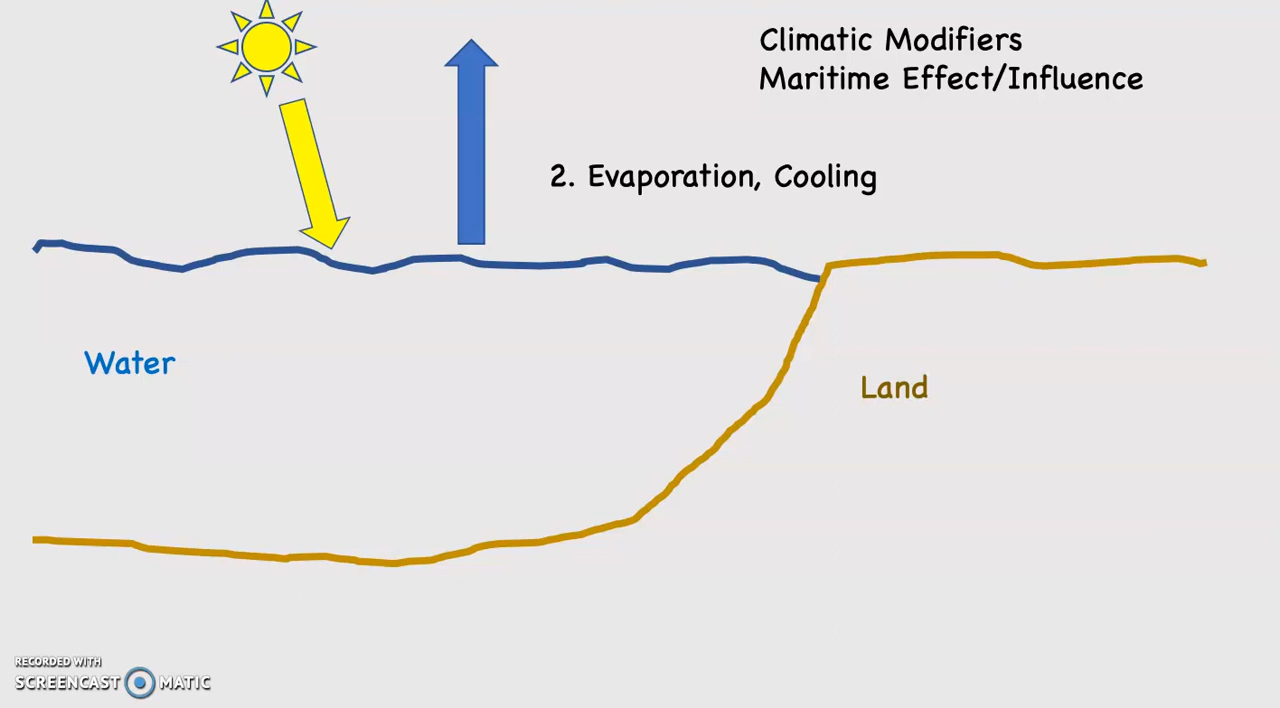 Climatic Modifiers
Maritime Effect/Influence
2. Evaporation, Cooling
Water
Land
RECORDED WITH
SCREENCAST MATIC